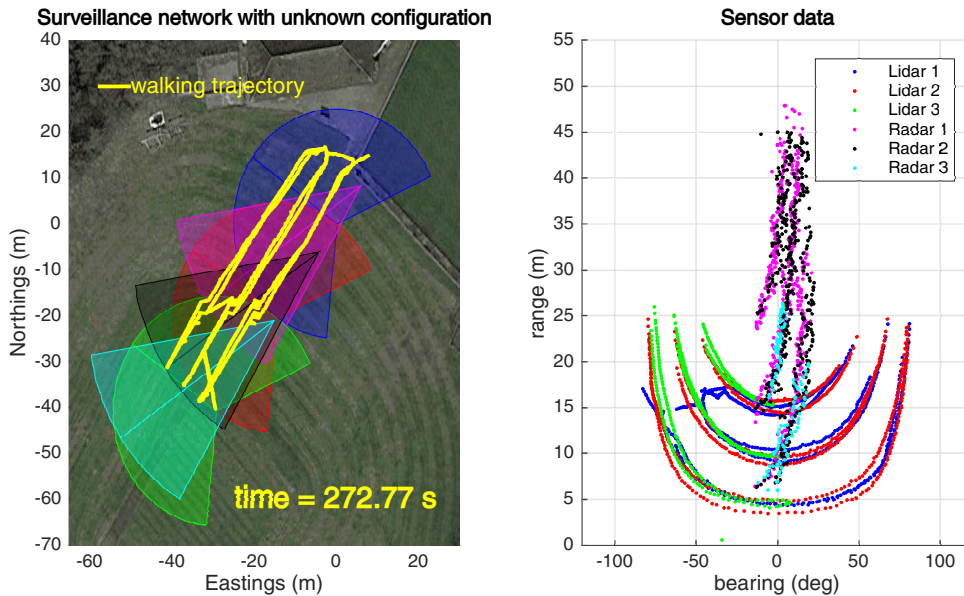 Surveillance network with unknown configuration
40
30
20
10
0
-10
-20
-30
-40
-50
-60
-70
Northings (m)
walking trajectory
time = 272.77 s
-60
-40
-20
0
20
Eastings (m)
Sensor data
55
50
45
40
35
30
25
20
15
10
5
0
range (m)
Lidar 1
Lidar 2
Lidar 3
Radar 1
Radar 2
Radar 3
-100
-50
0
50
100
bearing (deg)